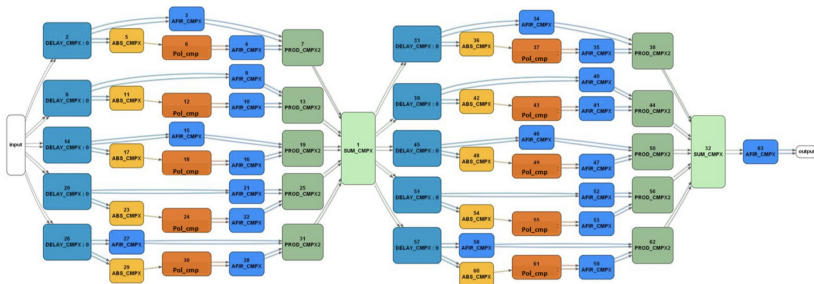 input
2
DELAY_CMPX : 0
3
AFIR_CMPX
5
ABS_CMPX
6
Pol_cmp
4
AFIR_CMPX
7
PROD_CMPX2
8
DELAY_CMPX : 0
9
AFIR_CMPX
11
ABS_CMPX
12
Pol_cmp
10
AFIR_CMPX
13
PROD_CMPX2
14
DELAY_CMPX : 0
15
AFIR_CMPX
17
ABS_CMPX
18
Pol_cmp
16
AFIR_CMPX
19
PROD_CMPX2
20
DELAY_CMPX : 0
21
AFIR_CMPX
23
ABS_CMPX
24
Pol_cmp
22
AFIR_CMPX
25
PROD_CMPX2
26
DELAY_CMPX : 0
27
AFIR_CMPX
29
ABS_CMPX
30
Pol_cmp
28
AFIR_CMPX
31
PROD_CMPX2
1
SUM_CMPX
33
DELAY_CMPX : 0
34
AFIR_CMPX
36
ABS_CMPX
37
Pol_cmp
35
AFIR_CMPX
38
PROD_CMPX2
39
DELAY_CMPX : 0
40
AFIR_CMPX
42
ABS_CMPX
43
Pol_cmp
41
AFIR_CMPX
44
PROD_CMPX2
45
DELAY_CMPX : 0
46
AFIR_CMPX
48
ABS_CMPX
49
Pol_cmp
47
AFIR_CMPX
50
PROD_CMPX2
51
DELAY_CMPX : 0
52
AFIR_CMPX
54
ABS_CMPX
55
Pol_cmp
53
AFIR_CMPX
56
PROD_CMPX2
57
DELAY_CMPX : 0
58
AFIR_CMPX
60
ABS_CMPX
61
Pol_cmp
59
AFIR_CMPX
62
PROD_CMPX2
32
SUM_CMPX
63
AFIR_CMPX
output